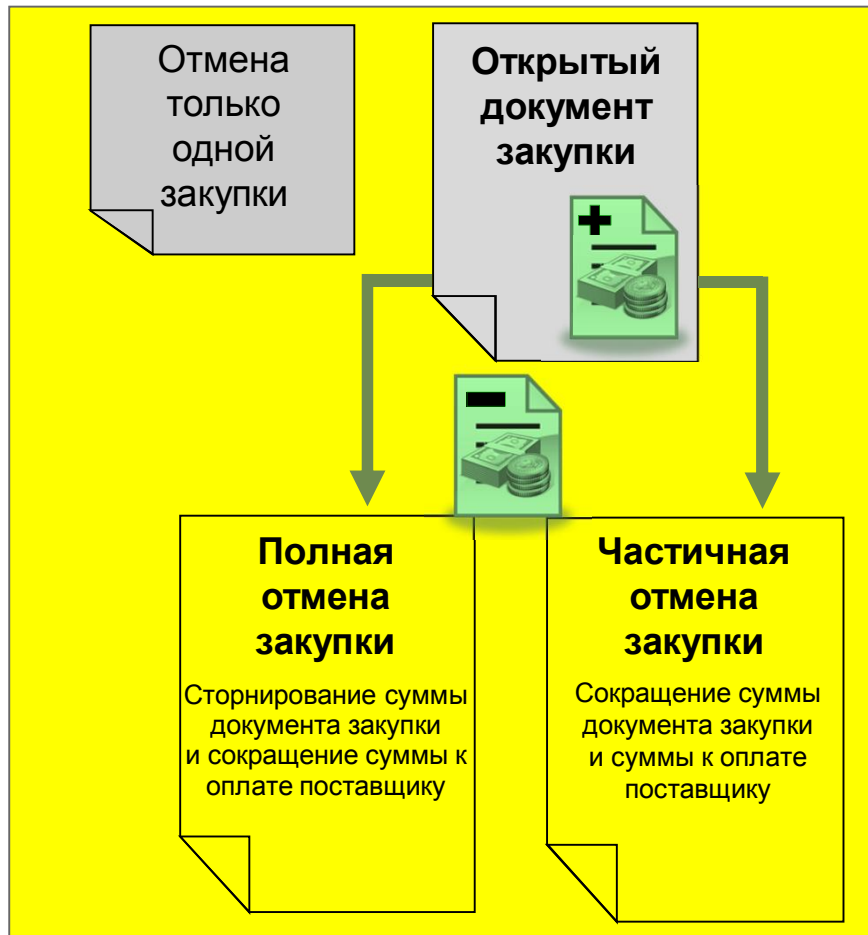 Отмена
только
одной
закупки
Открытый
документ
закупки
Полная
отмена
закупки
Сторнирование суммы
документа закупки
и сокращение суммы к
оплате поставщику
Частичная
отмена
закупки
Сокращение суммы
документа закупки
и суммы к оплате
поставщику